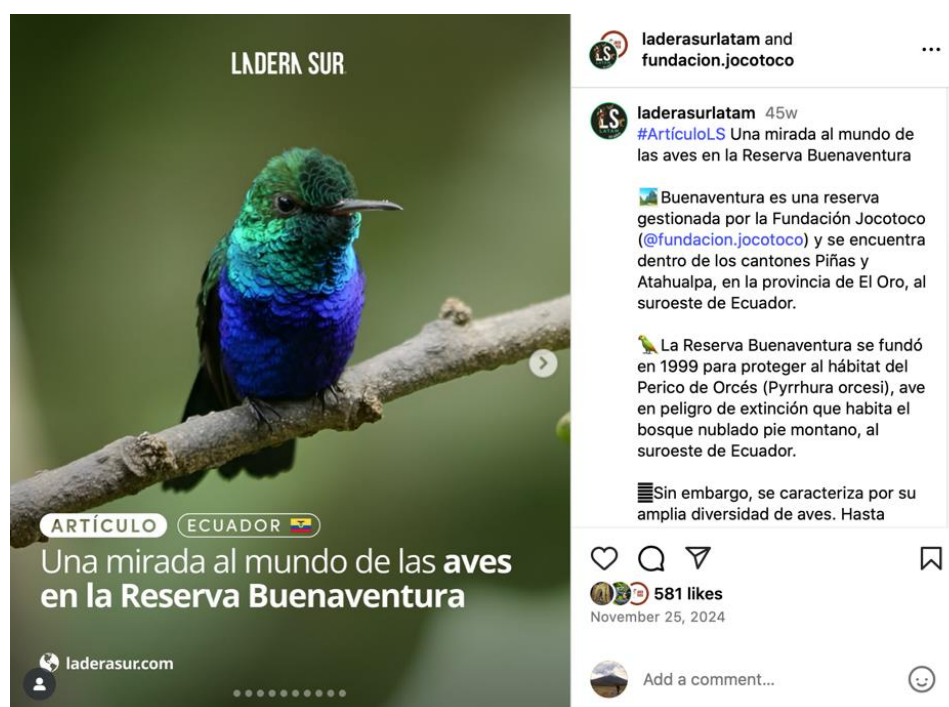 LADERA SUR
ARTÍCULO
ECUADOR
Una mirada al mundo de las aves
en la Reserva Buenaventura
laderasur.com
laderasurlatam and
fundacion.jocotoco
laderasurlatam 45w
#ArtículoLS Una mirada al mundo de
las aves en la Reserva Buenaventura
Buenaventura es una reserva
gestionada por la Fundación Jocotoco
(@fundacion.jocotoco) y se encuentra
dentro de los cantones Piñas y
Atahualpa, en la provincia de El Oro, al
suroeste de Ecuador.
La Reserva Buenaventura se fundó
en 1999 para proteger al hábitat del
Perico de Orcés (Pyrrhura orcesi), ave
en peligro de extinción que habita el
bosque nublado pie montano, al
suroeste de Ecuador.
Sin embargo, se caracteriza por su
amplia diversidad de aves. Hasta
581 likes
November 25, 2024
Add a comment...